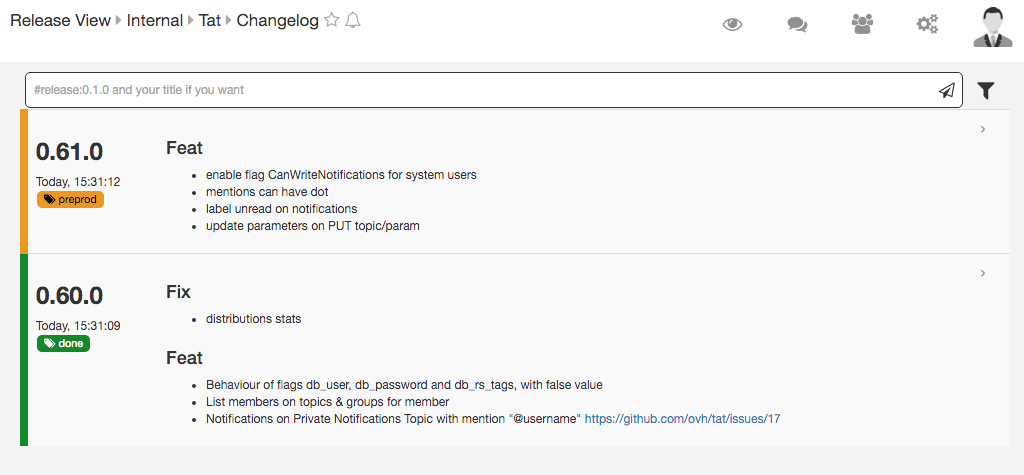 Release View Internal Tat Changelog
#release:0.1.0 and your title if you want
0.61.0
Today, 15:31:12
preprod
Feat
enable flag CanWriteNotifications for system users
mentions can have dot
label unread on notifications
update parameters on PUT topic/param
0.60.0
Today, 15:31:09
done
Fix
distributions stats
Feat
Behaviour of flags db_user, db_password and db_rs_tags, with false value
List members on topics & groups for member
Notifications on Private Notifications Topic with mention "@username" https://github.com/ovh/tat/issues/17